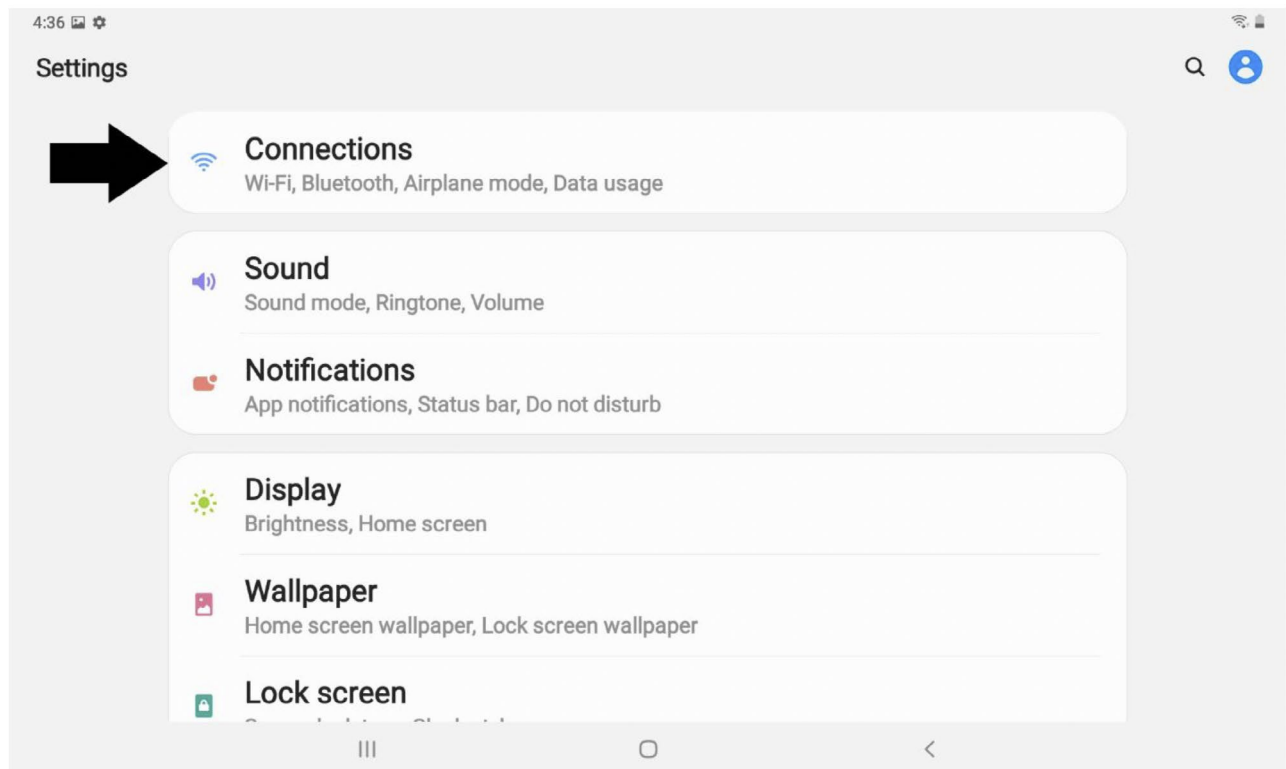 4:36
Settings
Connections
Wi-Fi, Bluetooth, Airplane mode, Data usage
Sound
Sound mode, Ringtone, Volume
Notifications
App notifications, Status bar, Do not disturb
Display
Brightness, Home screen
Wallpaper
Home screen wallpaper, Lock screen wallpaper
Lock screen